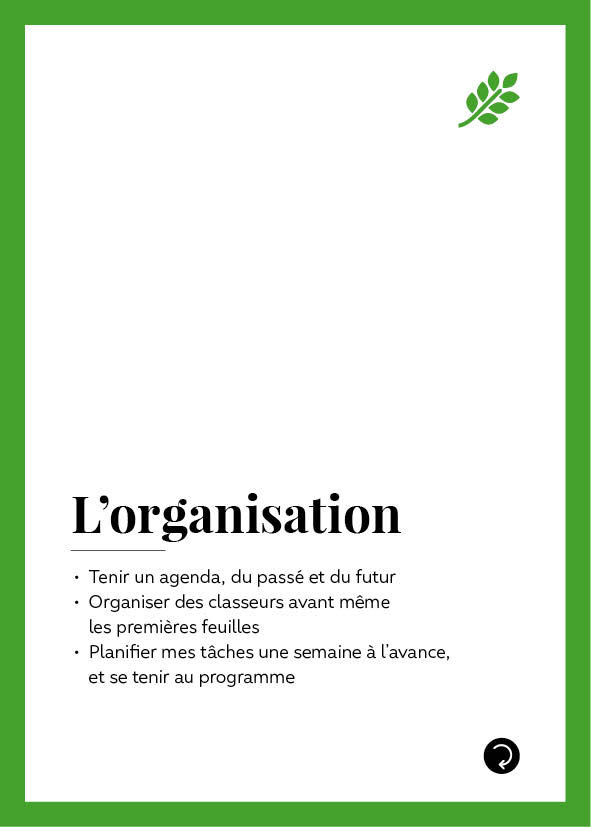 L’organisation
• Tenir un agenda, du passé et du futur
• Organiser des classeurs avant même
les premières feuilles
• Planifier mes tâches une semaine à l’avance,
et se tenir au programme